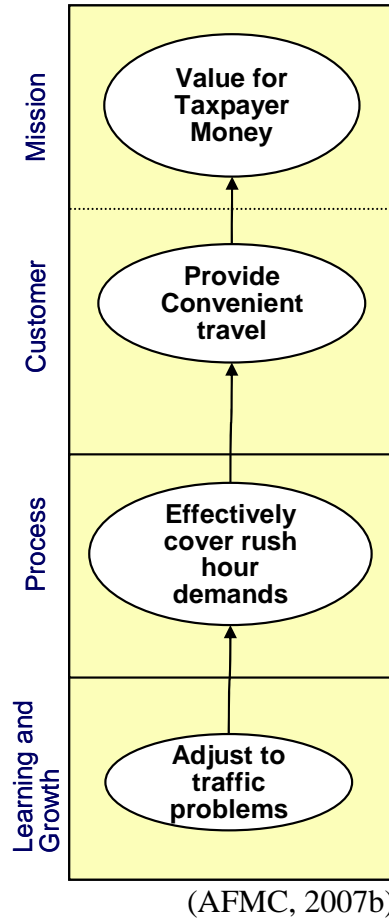 Mission
Value for
Taxpayer
Money
Customer
Provide
Convenient
travel
Process
Effectively
cover rush
hour
demands
Learning and
Growth
Adjust to
traffic
problems
(AFMC, 2007b)